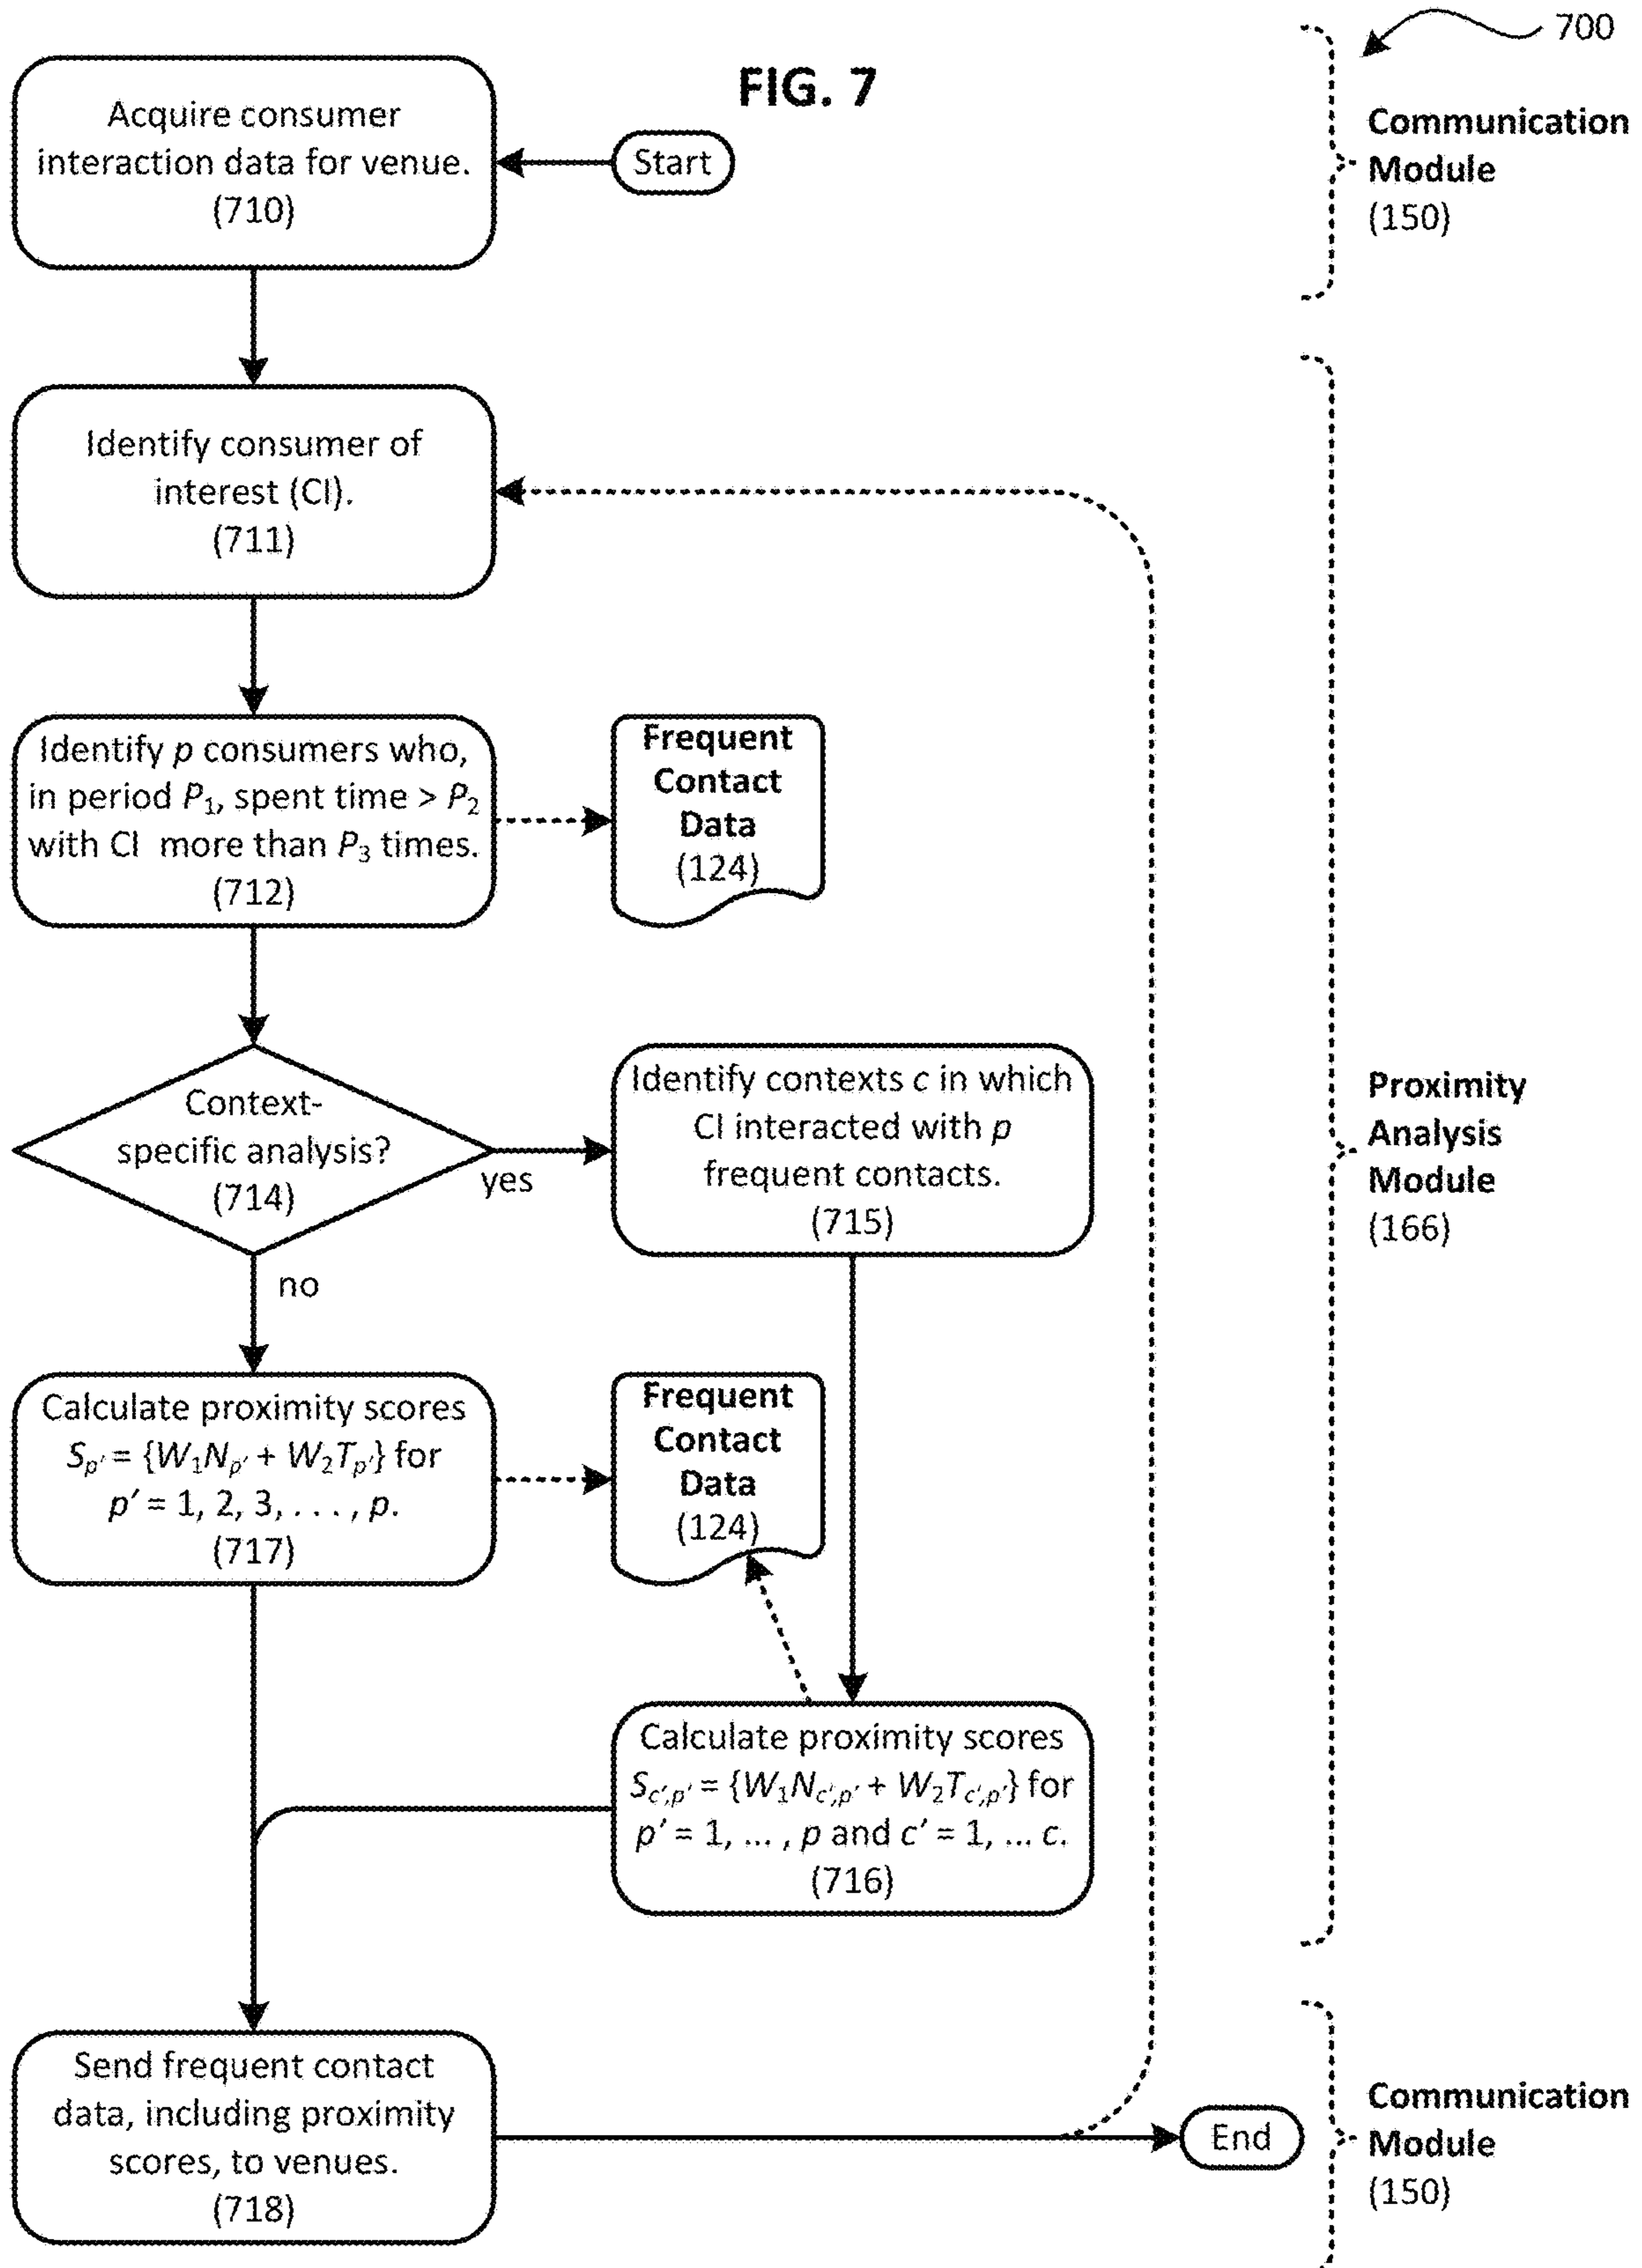 700
FIG. 7
Acquire consumer
interaction data for venue.
(710)
Start
Communication
Module
(150)
Identify consumer of
interest (CI).
(711)
Identify p consumers who,
in period P₁, spent time > P₂
with CI more than P₃ times.
(712)
Frequent
Contact
Data
(124)
Context-
specific analysis?
(714)
yes
no
Identify contexts c in which
CI interacted with p
frequent contacts.
(715)
Proximity
Analysis
Module
(166)
Calculate proximity scores
Sp′ = {W₁Np′ + W₂Tp′} for
p′ = 1, 2, 3, . . . , p.
(717)
Frequent
Contact
Data
(124)
Calculate proximity scores
Sc′,p′ = {W₁Nc′,p′ + W₂Tc′,p′} for
p′ = 1, ... , p and c′ = 1, ... c.
(716)
Send frequent contact
data, including proximity
scores, to venues.
(718)
End
Communication
Module
(150)